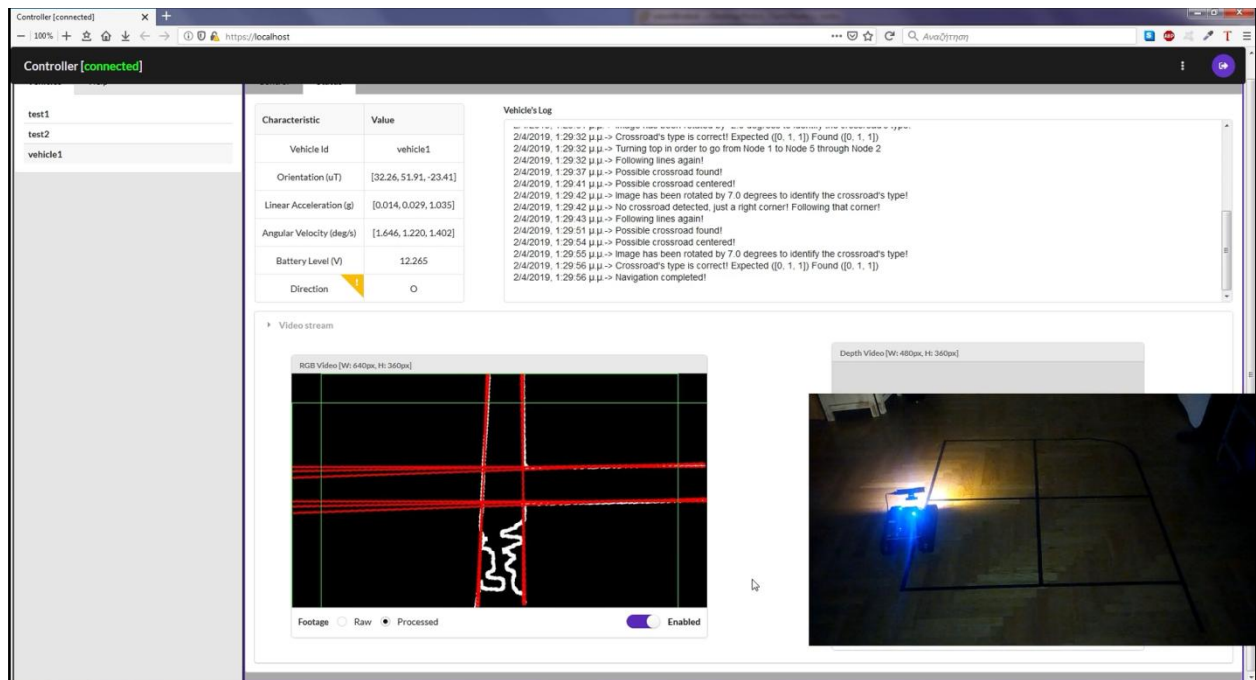 Controller [connected]
100%
https://localhost
Αναζήτηση
Controller [connected]
test1
test2
vehicle1
Characteristic Value
Vehicle Id vehicle1
Orientation (uT) [32.26, 51.91, -23.41]
Linear Acceleration (g) [0.014, 0.029, 1.035]
Angular Velocity (deg/s) [1.646, 1.220, 1.402]
Battery Level (V) 12.265
Direction O
Vehicle's Log
2/4/2019, 1:29:32 μ.μ.-> Crossroad's type is correct! Expected ([0, 1, 1]) Found ([0, 1, 1])
2/4/2019, 1:29:32 μ.μ.-> Turning top in order to go from Node 1 to Node 5 through Node 2
2/4/2019, 1:29:32 μ.μ.-> Following lines again!
2/4/2019, 1:29:37 μ.μ.-> Possible crossroad found!
2/4/2019, 1:29:41 μ.μ.-> Possible crossroad centered!
2/4/2019, 1:29:42 μ.μ.-> Image has been rotated by 7.0 degrees to identify the crossroad's type!
2/4/2019, 1:29:42 μ.μ.-> No crossroad detected, just a right corner! Following that corner!
2/4/2019, 1:29:43 μ.μ.-> Following lines again!
2/4/2019, 1:29:51 μ.μ.-> Possible crossroad found!
2/4/2019, 1:29:54 μ.μ.-> Possible crossroad centered!
2/4/2019, 1:29:55 μ.μ.-> Image has been rotated by 7.0 degrees to identify the crossroad's type!
2/4/2019, 1:29:56 μ.μ.-> Crossroad's type is correct! Expected ([0, 1, 1]) Found ([0, 1, 1])
2/4/2019, 1:29:56 μ.μ.-> Navigation completed!
Video stream
RGB Video [W: 640px, H: 360px]
Depth Video [W: 480px, H: 360px]
Footage Raw Processed Enabled